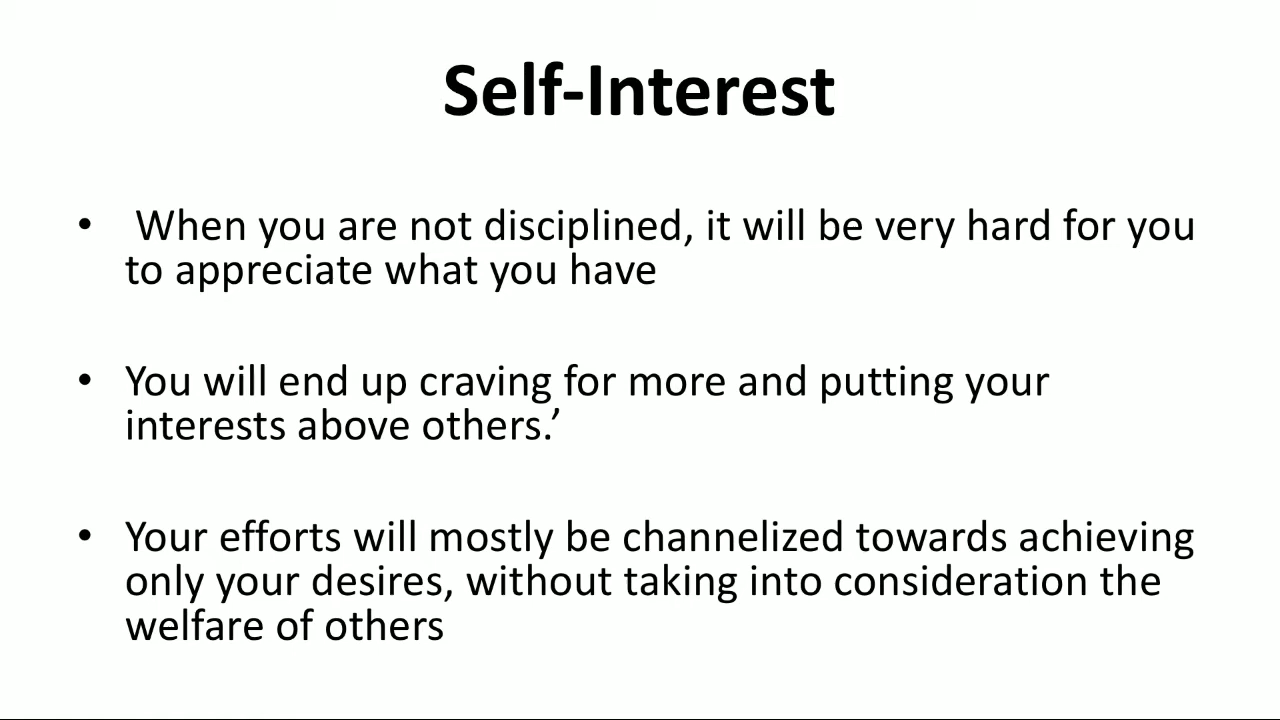 Self-Interest
• When you are not disciplined, it will be very hard for you
to appreciate what you have
• You will end up craving for more and putting your
interests above others.’
• Your efforts will mostly be channelized towards achieving
only your desires, without taking into consideration the
welfare of others